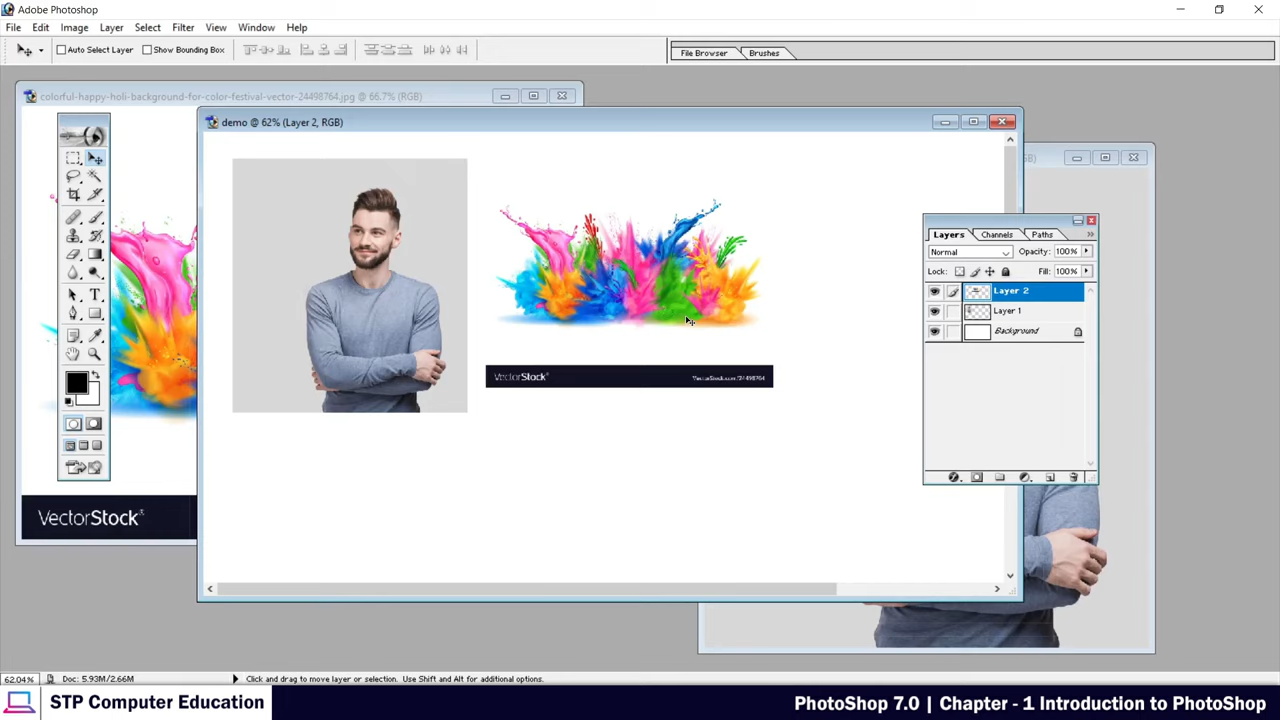 Adobe Photoshop
File Edit Image Layer Select Filter View Window Help
Auto Select Layer Show Bounding Box
File Browser Brushes
colorful-happy-holi-background-for-color-festival-vector-24498764.jpg @ 66.7% (RGB)
demo @ 62% (Layer 2, RGB)
Layers Channels Paths
Normal Opacity: 100%
Lock: Fill: 100%
Layer 2
Layer 1
Background
VectorStock® VectorStock.com/24498764
T
VectorStock®
62.04% Doc: 5.93M/2.66M Click and drag to move layer or selection. Use Shift and Alt for additional options.
STP Computer Education PhotoShop 7.0 | Chapter - 1 Introduction to PhotoShop